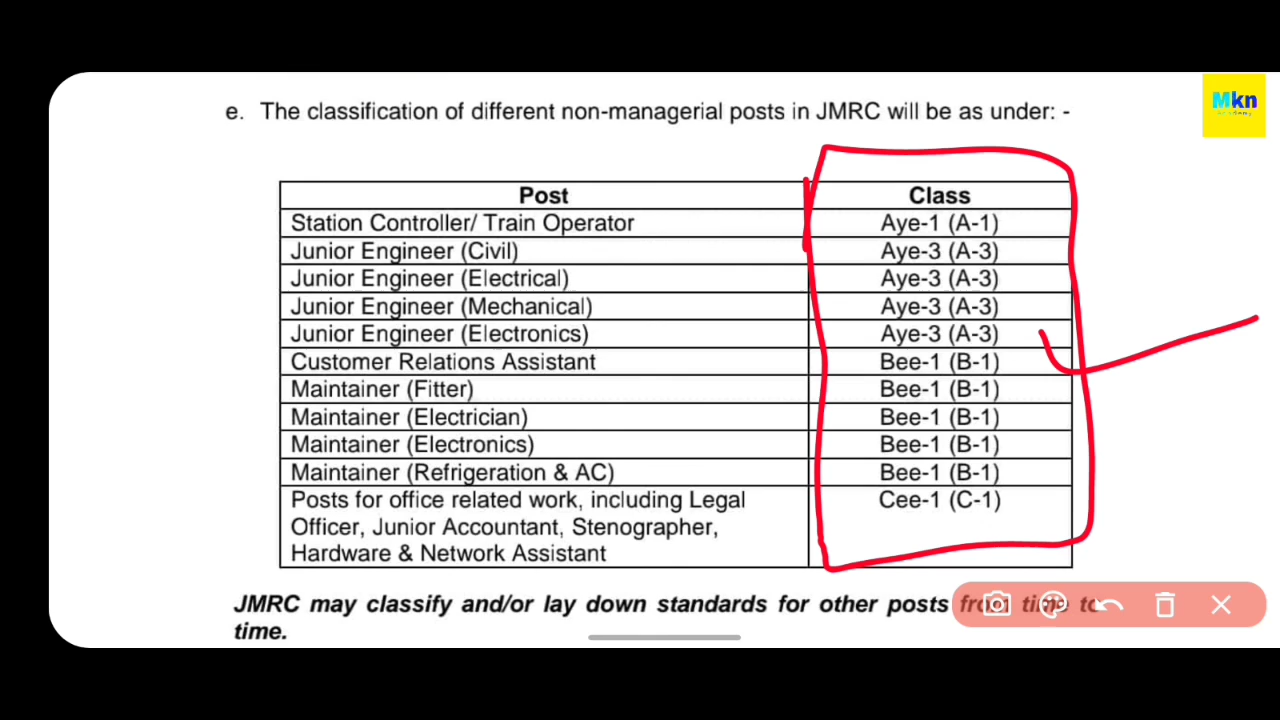 Mkn
Academy
e. The classification of different non-managerial posts in JMRC will be as under: -
Post Class
Station Controller/ Train Operator Aye-1 (A-1)
Junior Engineer (Civil) Aye-3 (A-3)
Junior Engineer (Electrical) Aye-3 (A-3)
Junior Engineer (Mechanical) Aye-3 (A-3)
Junior Engineer (Electronics) Aye-3 (A-3)
Customer Relations Assistant Bee-1 (B-1)
Maintainer (Fitter) Bee-1 (B-1)
Maintainer (Electrician) Bee-1 (B-1)
Maintainer (Electronics) Bee-1 (B-1)
Maintainer (Refrigeration & AC) Bee-1 (B-1)
Posts for office related work, including Legal Cee-1 (C-1)
Officer, Junior Accountant, Stenographer,
Hardware & Network Assistant
JMRC may classify and/or lay down standards for other posts from time to
time.